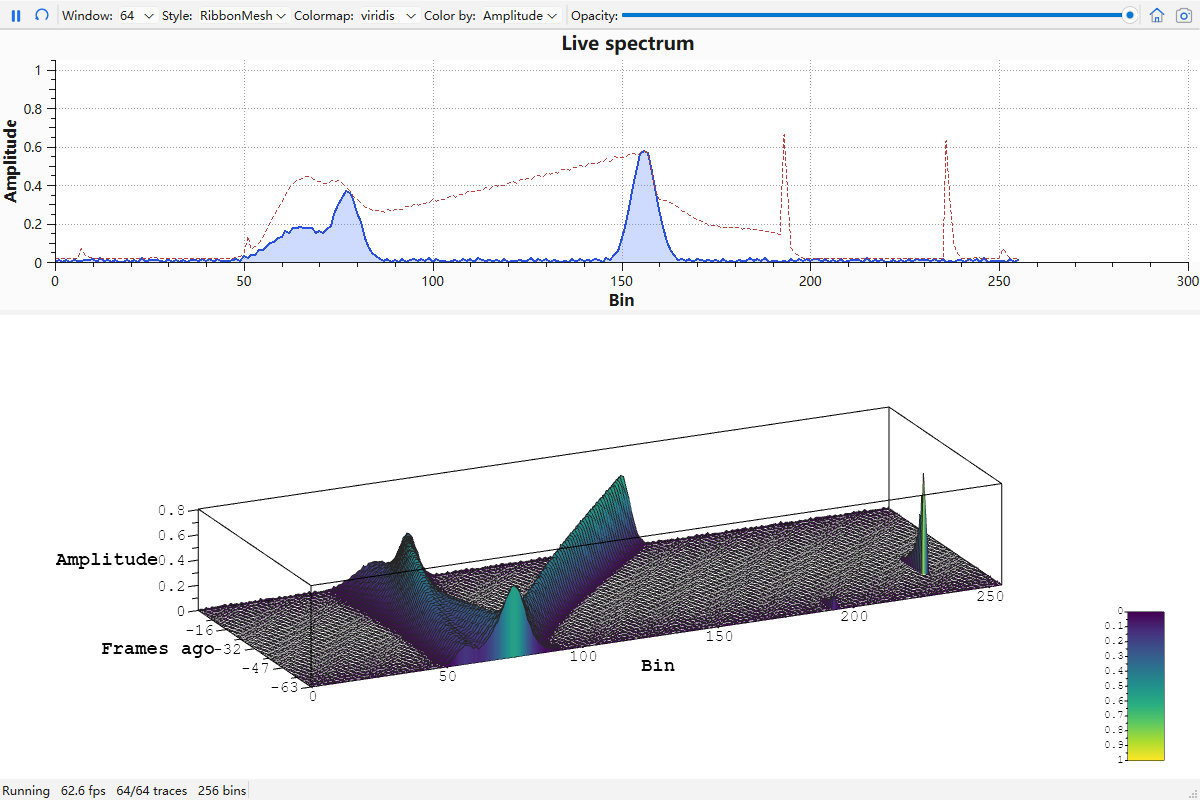 Window: 64 Style: RibbonMesh Colormap: viridis Color by: Amplitude Opacity:
Live spectrum
Amplitude
1
0.8
0.6
0.4
0.2
0
0 50 100 150 200 250 300
Bin
Amplitude
0.8
0.6
0.4
0.2
0
Frames ago
-16
-32
-47
-63
0 50 100 150 200 250
Bin
0
0.1
0.2
0.3
0.4
0.5
0.6
0.7
0.8
0.9
1
Running 62.6 fps 64/64 traces 256 bins